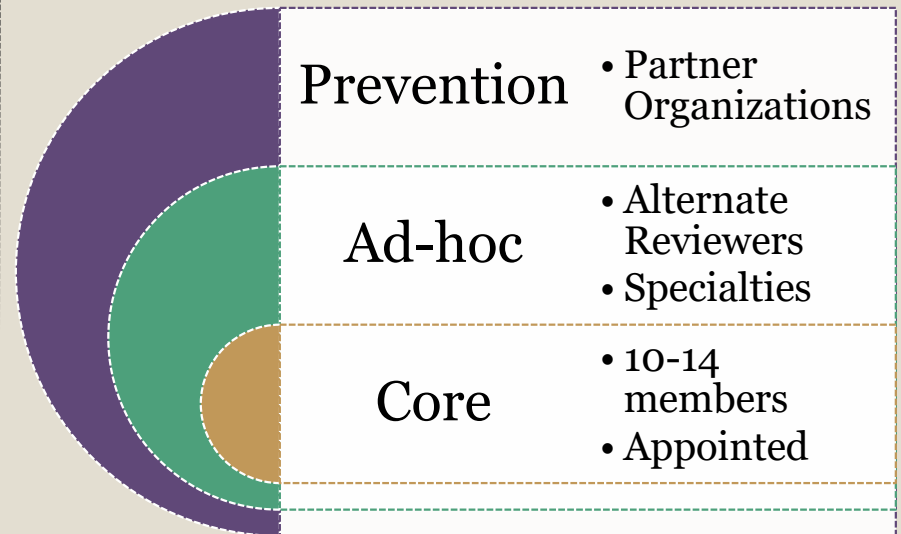 Prevention
• Partner
Organizations
Ad-hoc
• Alternate
Reviewers
• Specialties
Core
• 10-14
members
• Appointed